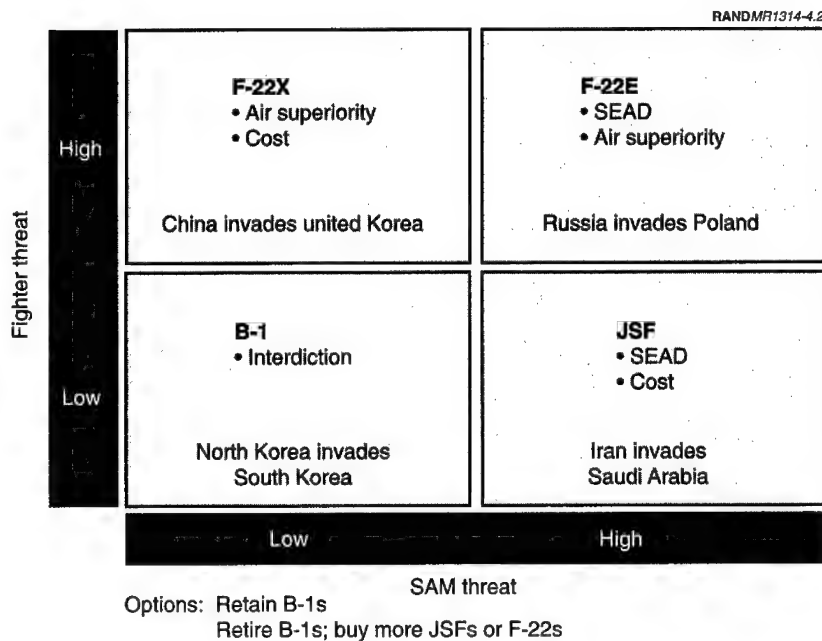 RANDMR1314-4.2
F-22X
• Air superiority
• Cost
China invades united Korea
F-22E
• SEAD
• Air superiority
Russia invades Poland
High
Fighter threat
B-1
• Interdiction
North Korea invades
South Korea
JSF
• SEAD
• Cost
Iran invades
Saudi Arabia
Low
Low
High
SAM threat
Options: Retain B-1s
Retire B-1s; buy more JSFs or F-22s